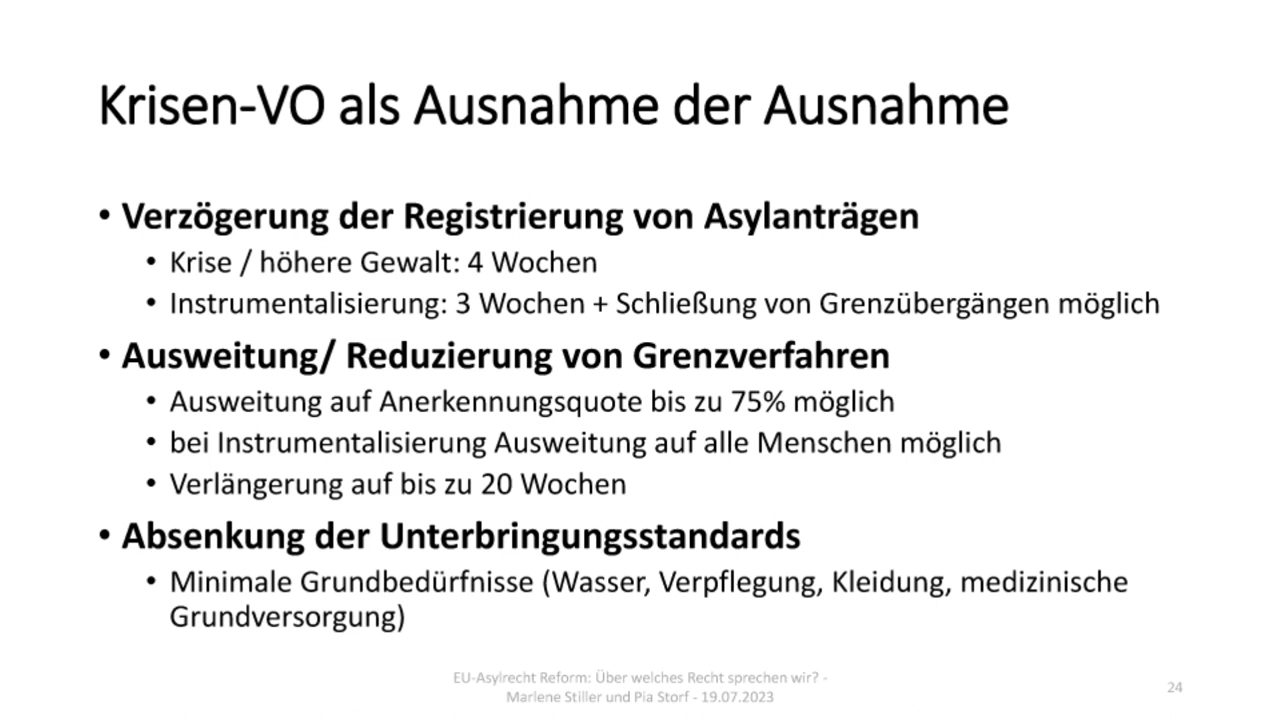 Krisen-VO als Ausnahme der Ausnahme
• Verzögerung der Registrierung von Asylanträgen
• Krise / höhere Gewalt: 4 Wochen
• Instrumentalisierung: 3 Wochen + Schließung von Grenzübergängen möglich
• Ausweitung/ Reduzierung von Grenzverfahren
• Ausweitung auf Anerkennungsquote bis zu 75% möglich
• bei Instrumentalisierung Ausweitung auf alle Menschen möglich
• Verlängerung auf bis zu 20 Wochen
• Absenkung der Unterbringungsstandards
• Minimale Grundbedürfnisse (Wasser, Verpflegung, Kleidung, medizinische
Grundversorgung)
EU-Asylrecht Reform: Über welches Recht sprechen wir? -
Marlene Stiller und Pia Storf - 19.07.2023
24